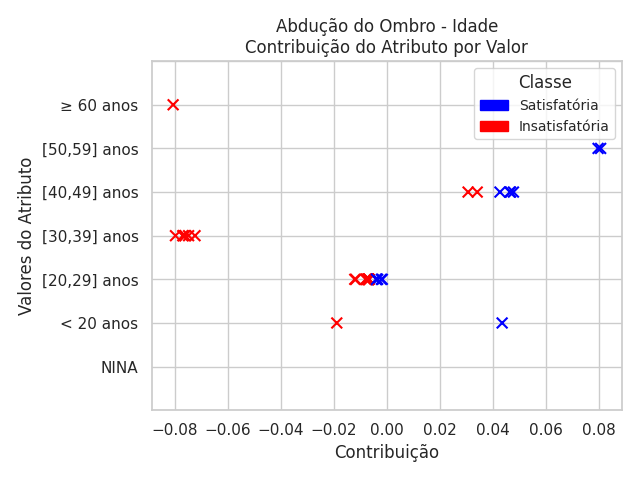 Abdução do Ombro - Idade
Contribuição do Atributo por Valor
Classe
Satisfatória
Insatisfatória
Valores do Atributo
≥ 60 anos
[50,59] anos
[40,49] anos
[30,39] anos
[20,29] anos
< 20 anos
NINA
−0.08 −0.06 −0.04 −0.02 0.00 0.02 0.04 0.06 0.08
Contribuição